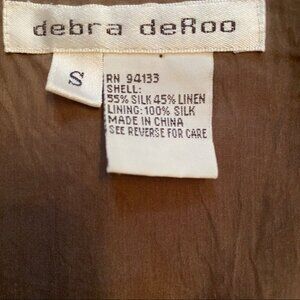 debra deRoo
S
RN 94133
SHELL:
55% SILK 45% LINEN
LINING: 100% SILK
MADE IN CHINA
SEE REVERSE FOR CARE